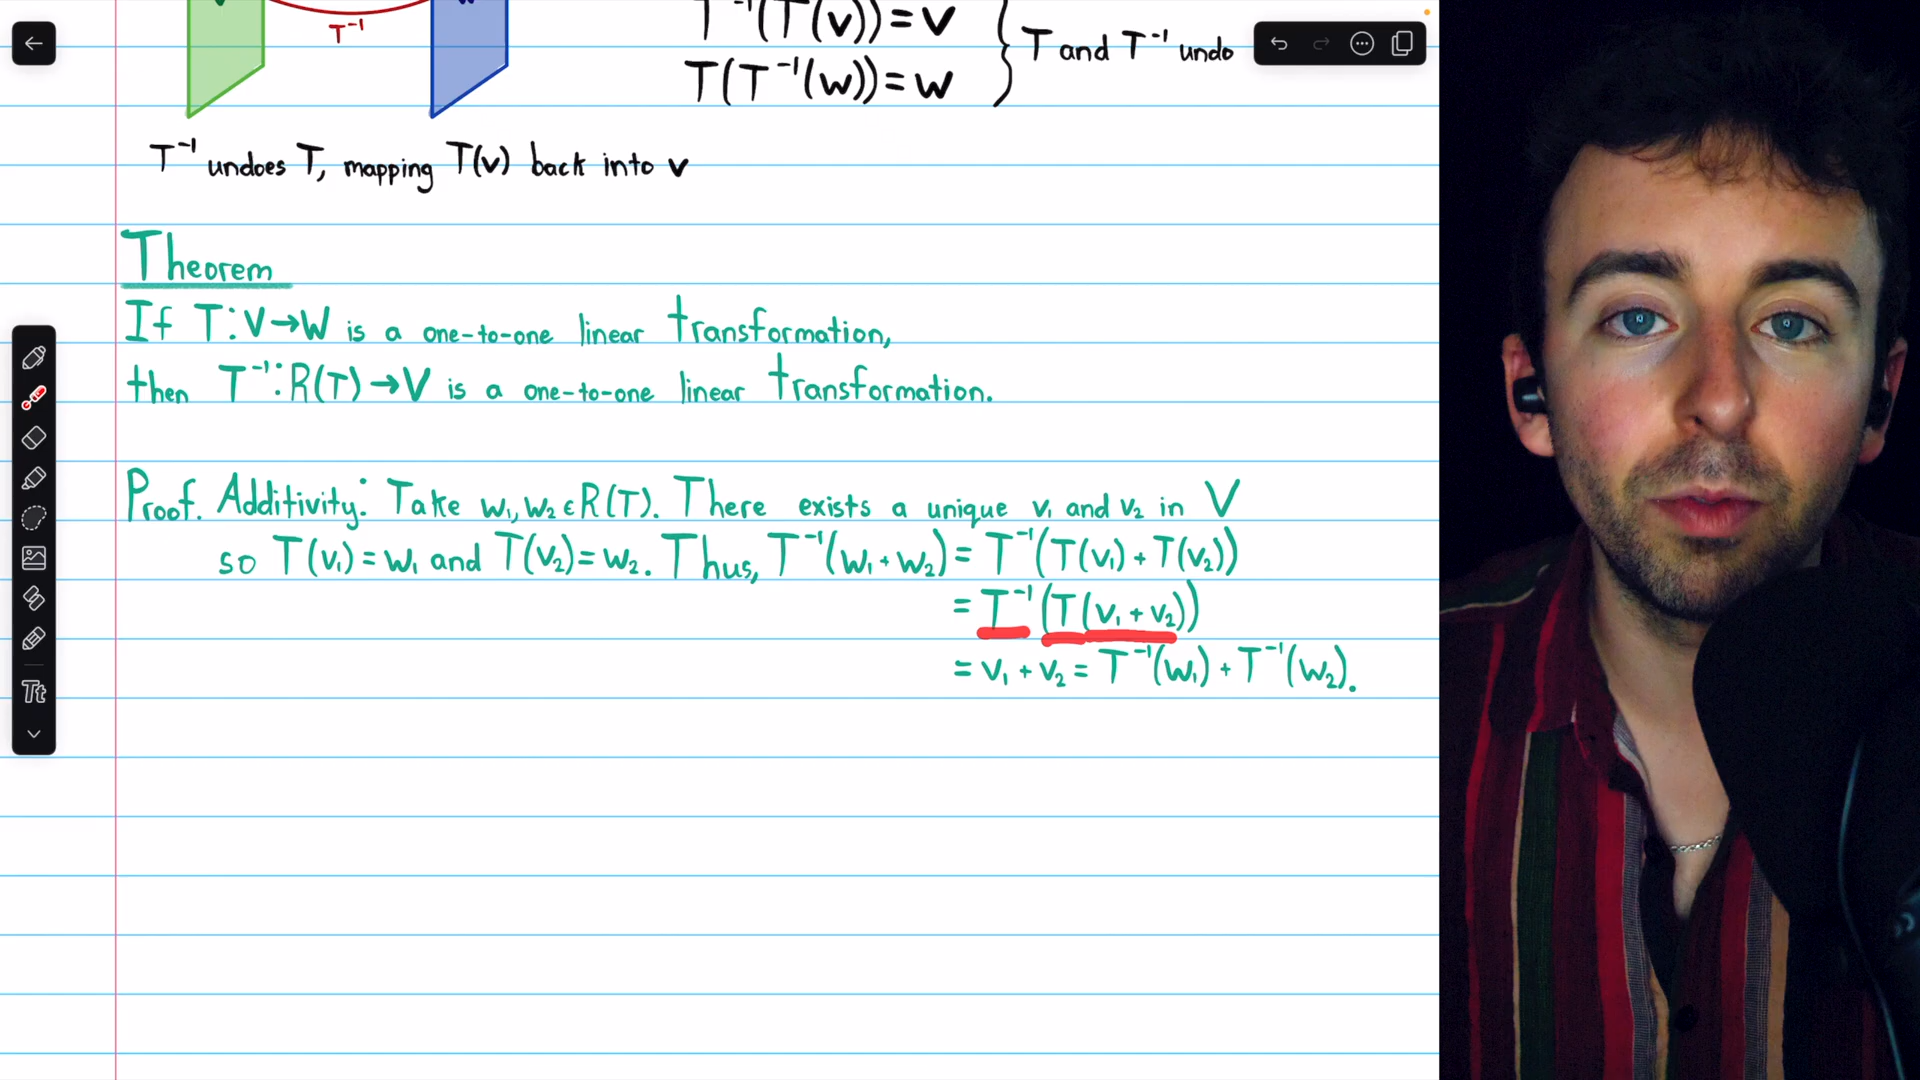 T⁻¹
T⁻¹(T(v)) = v
T(T⁻¹(w)) = w
T and T⁻¹ undo
T⁻¹ undoes T, mapping T(v) back into v
Theorem
If T: V→W is a one-to-one linear transformation,
then T⁻¹: R(T)→V is a one-to-one linear transformation.
Proof. Additivity: Take w₁, w₂ ∈ R(T). There exists a unique v₁ and v₂ in V
so T(v₁) = w₁ and T(v₂) = w₂. Thus, T⁻¹(w₁ + w₂) = T⁻¹(T(v₁) + T(v₂))
= T⁻¹(T(v₁ + v₂))
= v₁ + v₂ = T⁻¹(w₁) + T⁻¹(w₂).
Tt